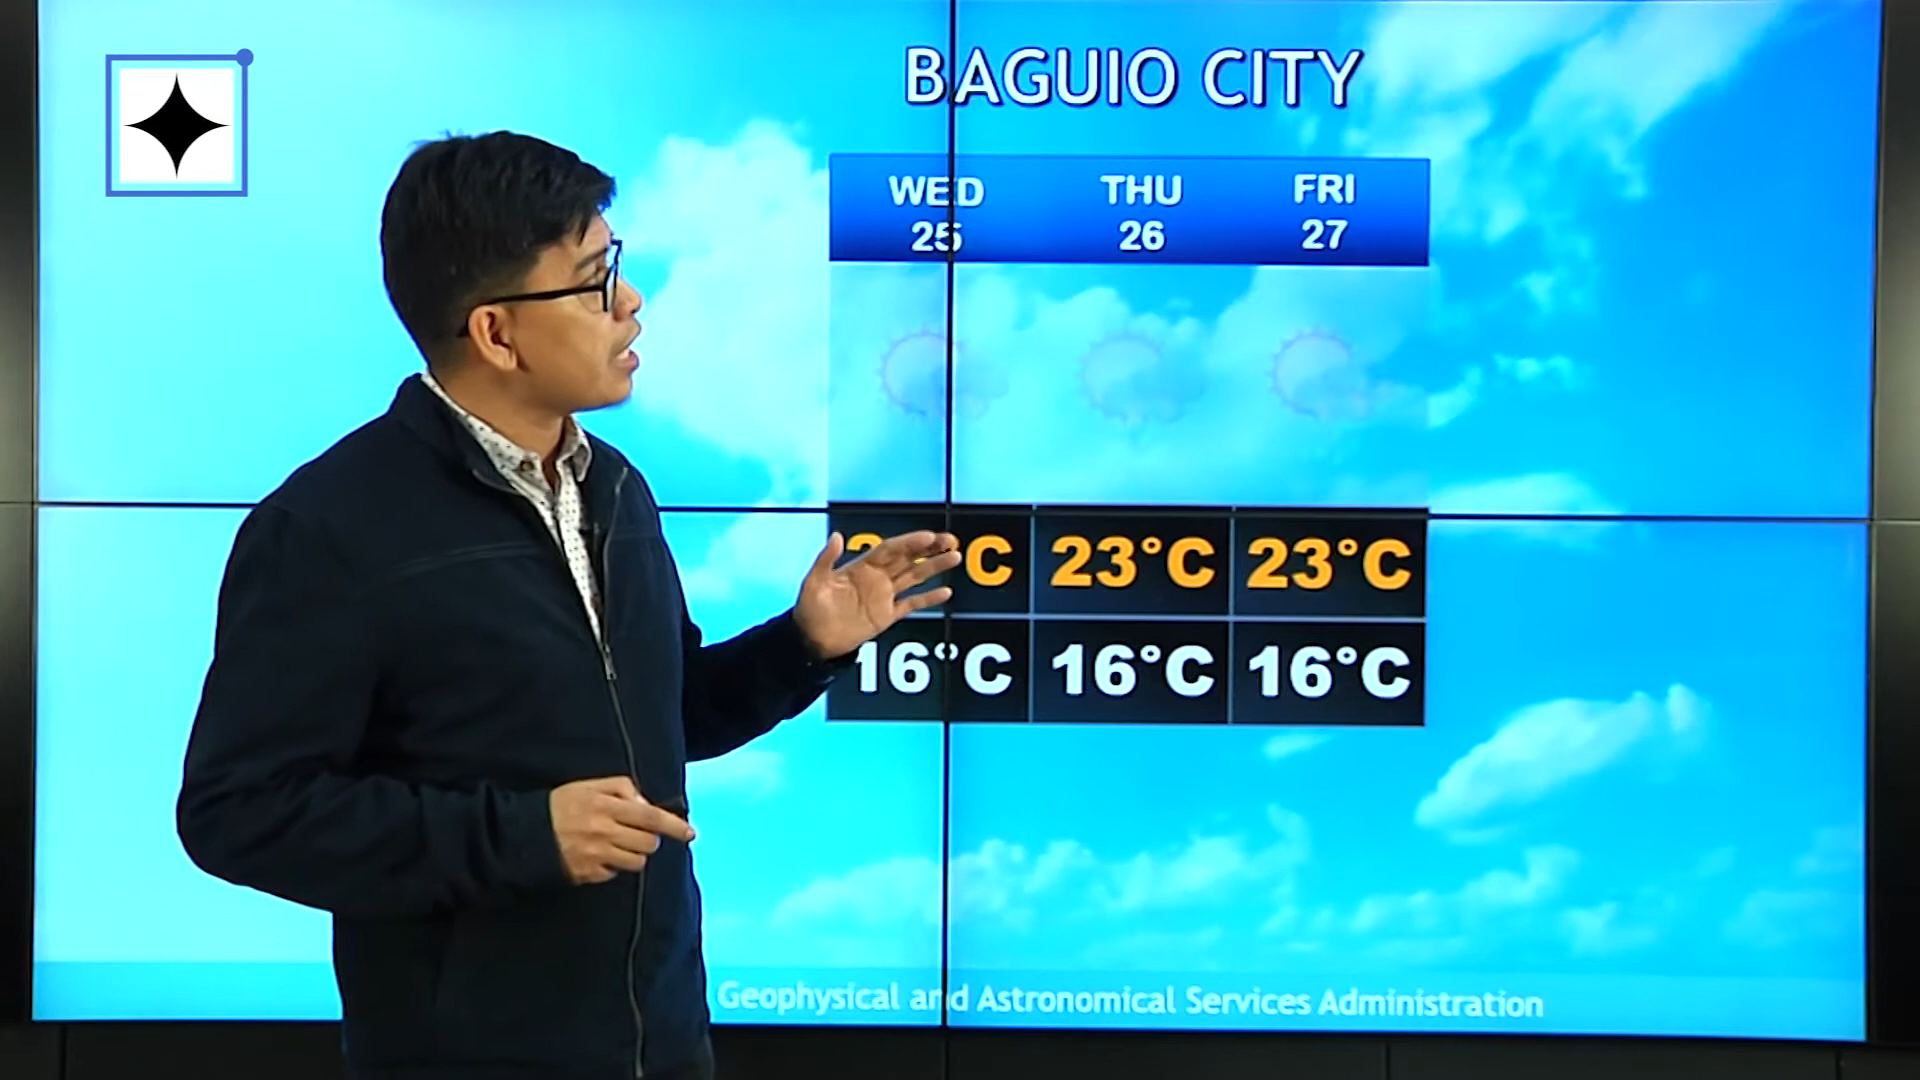 BAGUIO CITY
WED THU FRI
25 26 27
23°C 23°C
16°C 16°C 16°C
Geophysical and Astronomical Services Administration